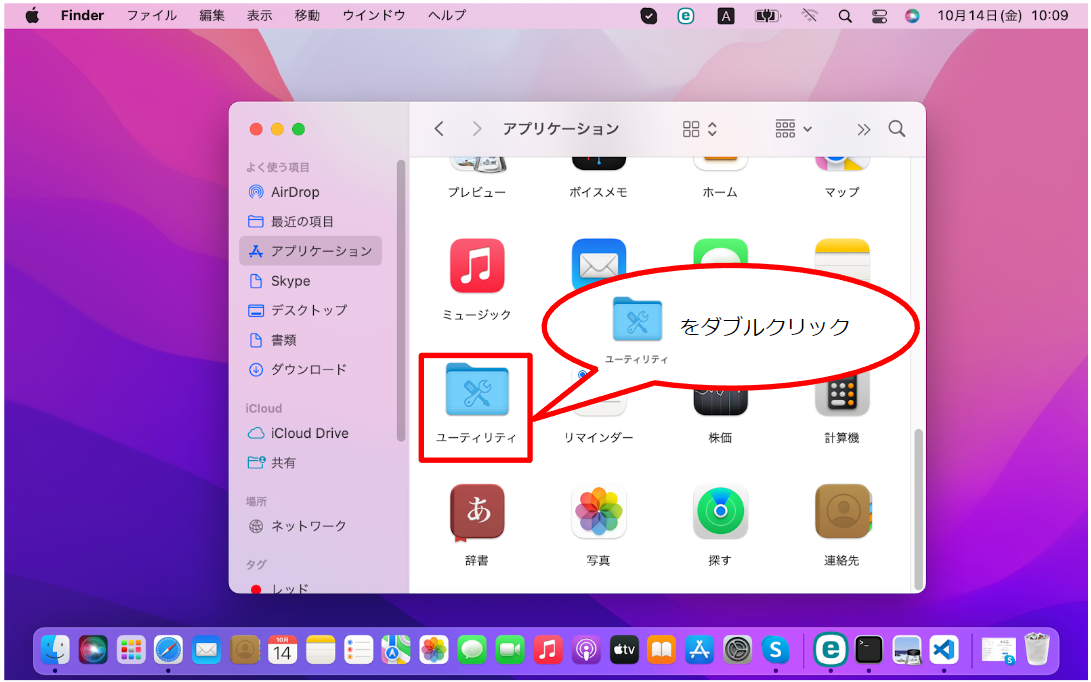 Finder ファイル 編集 表示 移動 ウインドウ ヘルプ A 10月14日(金) 10:09
アプリケーション
よく使う項目
AirDrop
最近の項目
アプリケーション
Skype
デスクトップ
書類
ダウンロード
iCloud
iCloud Drive
共有
場所
ネットワーク
タグ
レッド
プレビュー ボイスメモ ホーム マップ
ミュージック
をダブルクリック
ユーティリティ
ユーティリティ リマインダー 株価 計算機
あ
辞書 写真 探す 連絡先
10月
14
tv
S
e